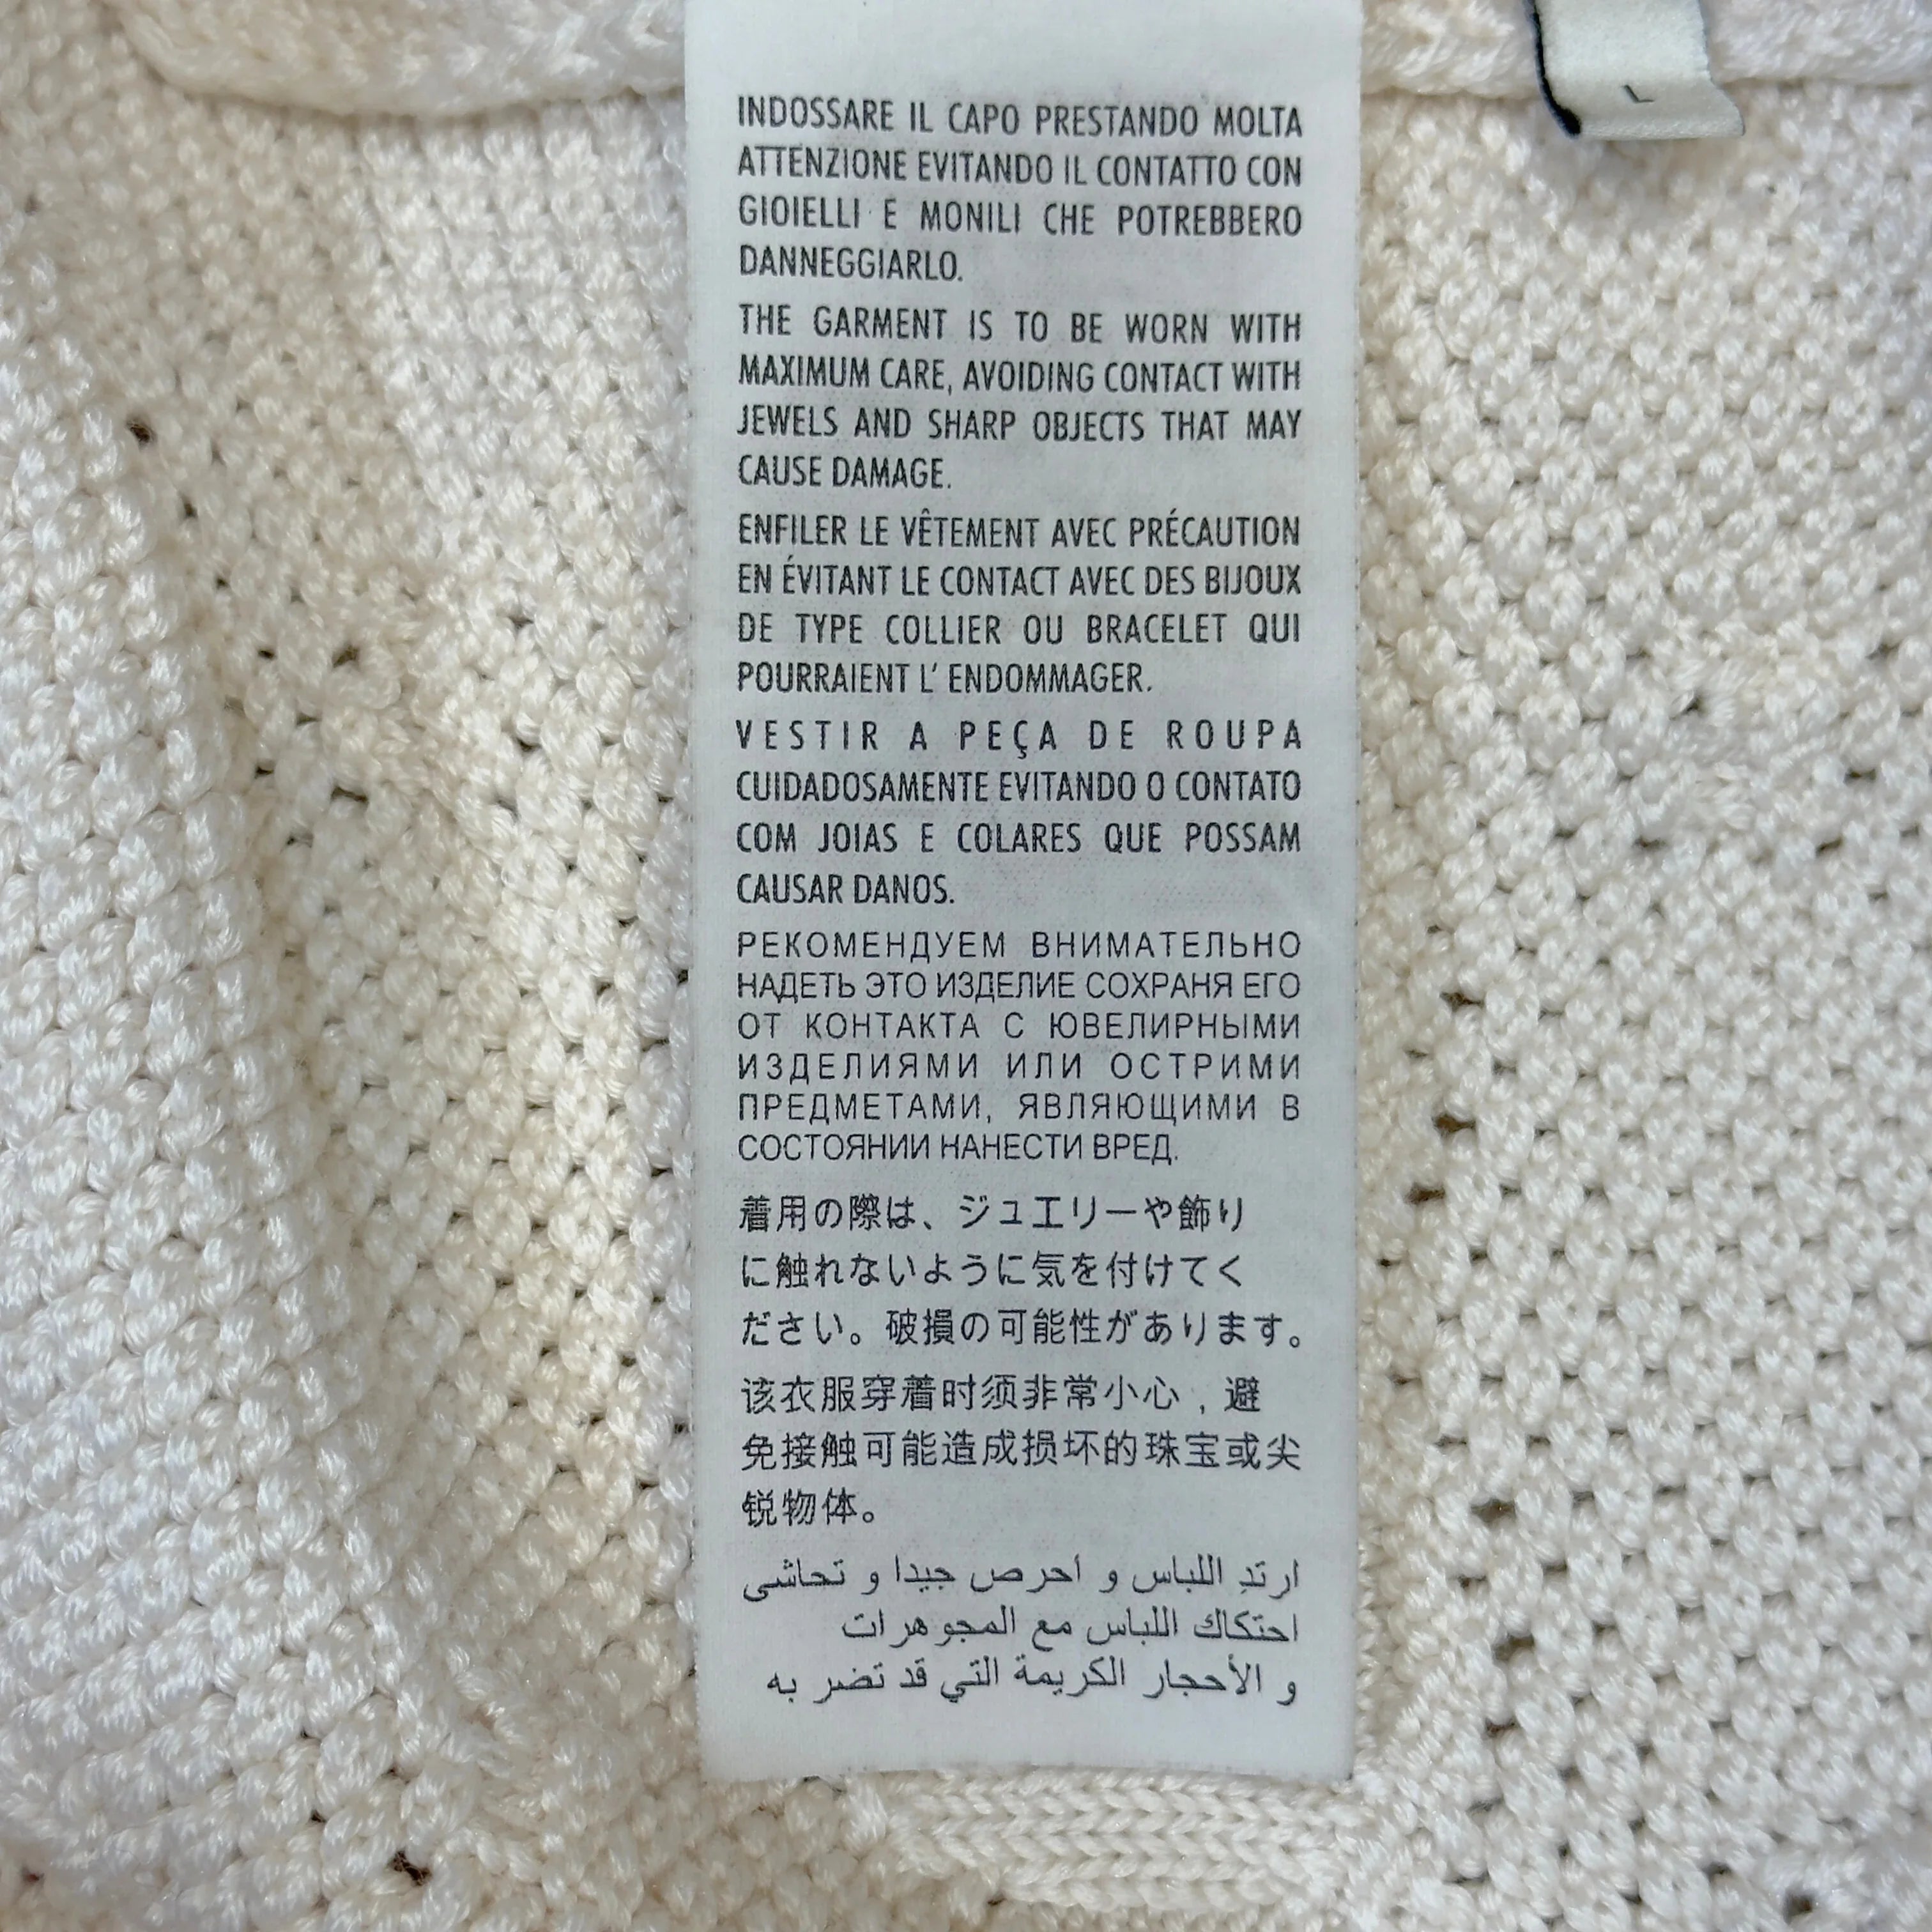 L
INDOSSARE IL CAPO PRESTANDO MOLTA
ATTENZIONE EVITANDO IL CONTATTO CON
GIOIELLI E MONILI CHE POTREBBERO
DANNEGGIARLO.
THE GARMENT IS TO BE WORN WITH
MAXIMUM CARE, AVOIDING CONTACT WITH
JEWELS AND SHARP OBJECTS THAT MAY
CAUSE DAMAGE.
ENFILER LE VÊTEMENT AVEC PRÉCAUTION
EN ÉVITANT LE CONTACT AVEC DES BIJOUX
DE TYPE COLLIER OU BRACELET QUI
POURRAIENT L' ENDOMMAGER.
VESTIR A PEÇA DE ROUPA
CUIDADOSAMENTE EVITANDO O CONTATO
COM JOIAS E COLARES QUE POSSAM
CAUSAR DANOS.
РЕКОМЕНДУЕМ ВНИМАТЕЛЬНО
НАДЕТЬ ЭТО ИЗДЕЛИЕ СОХРАНЯ ЕГО
ОТ КОНТАКТА С ЮВЕЛИРНЫМИ
ИЗДЕЛИЯМИ ИЛИ ОСТРИМИ
ПРЕДМЕТАМИ, ЯВЛЯЮЩИМИ В
СОСТОЯНИИ НАНЕСТИ ВРЕД.
着用の際は、ジュエリーや飾り
に触れないように気を付けてく
ださい。破損の可能性があります。
该衣服穿着时须非常小心，避
免接触可能造成损坏的珠宝或尖
锐物体。
ارتدِ اللباس و احرص جيدا و تحاشى
احتكاك اللباس مع المجوهرات
و الأحجار الكريمة التي قد تضر به